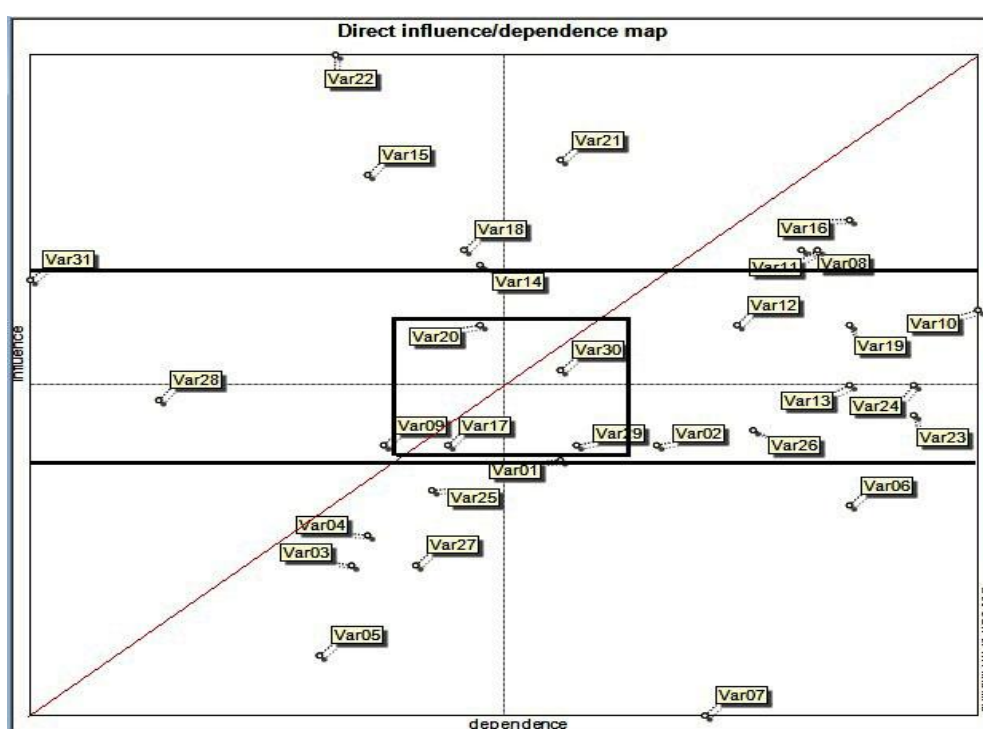 Direct influence/dependence map
Var22
Var21
Var15
Var18
Var16
Var31
Var11
Var08
Var14
Var12
Var10
Var20
Var19
Var30
influence
Var28
Var13
Var24
Var09
Var17
Var29
Var02
Var26
Var23
Var01
Var25
Var06
Var04
Var03
Var27
Var05
Var07
dependence